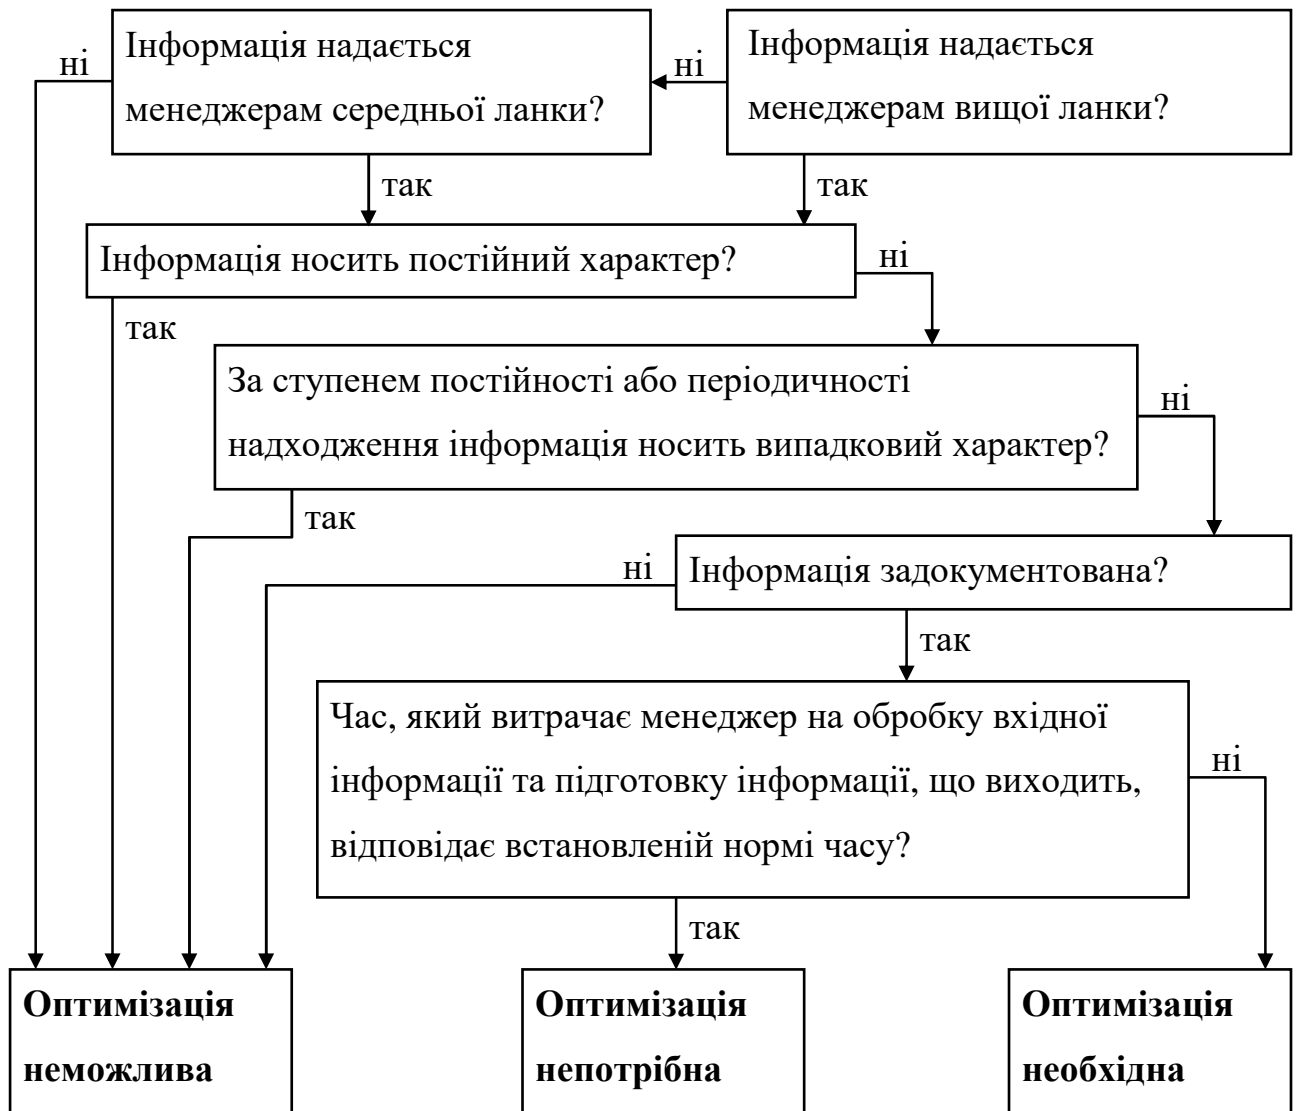 Інформація надається
менеджерам середньої ланки?
Інформація надається
менеджерам вищої ланки?
ні
ні
так
так
Інформація носить постійний характер?
ні
так
За ступенем постійності або періодичності
надходження інформація носить випадковий характер?
ні
так
Інформація задокументована?
ні
так
Час, який витрачає менеджер на обробку вхідної
інформації та підготовку інформації, що виходить,
відповідає встановленій нормі часу?
ні
так
Оптимізація
неможлива
Оптимізація
непотрібна
Оптимізація
необхідна